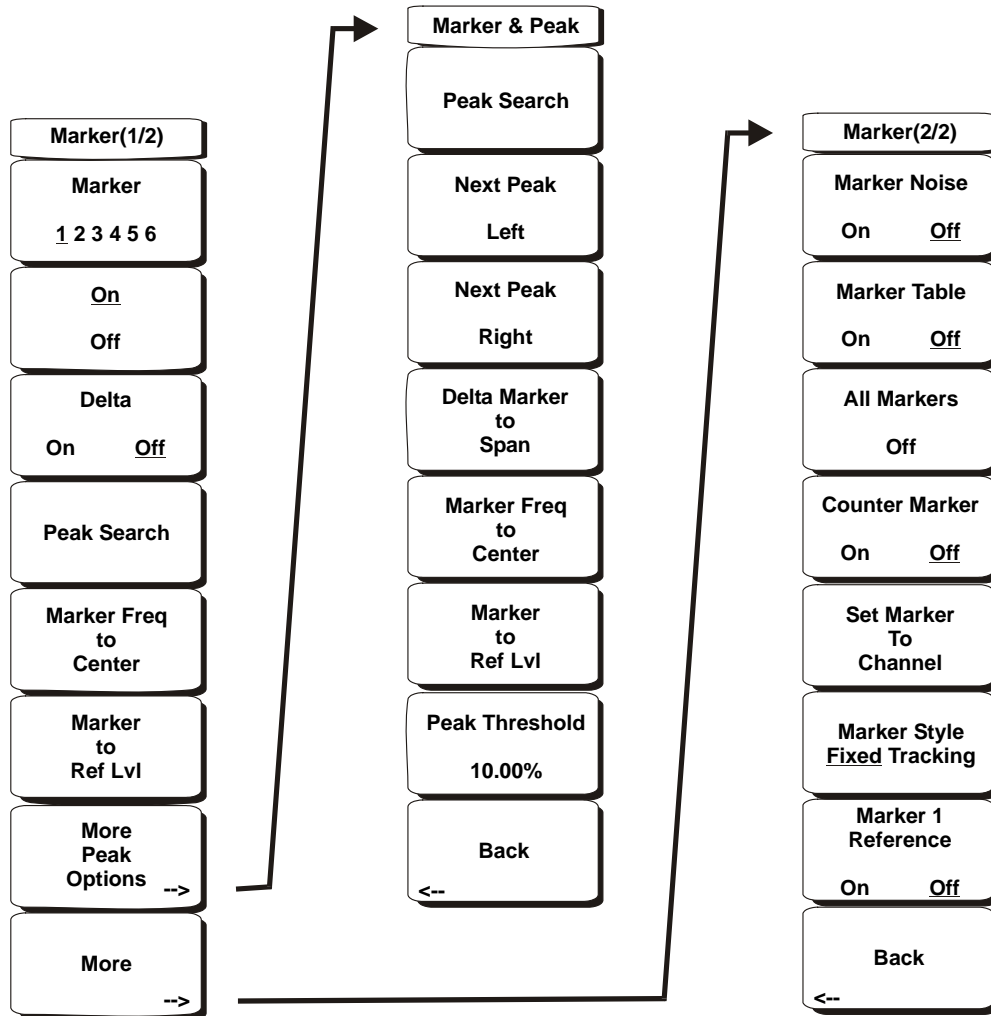 Marker(1/2)
Marker
1 2 3 4 5 6
On
Off
Delta
On Off
Peak Search
Marker Freq
to
Center
Marker
to
Ref Lvl
More
Peak
Options -->
More
-->
Marker & Peak
Peak Search
Next Peak
Left
Next Peak
Right
Delta Marker
to
Span
Marker Freq
to
Center
Marker
to
Ref Lvl
Peak Threshold
10.00%
Back
<--
Marker(2/2)
Marker Noise
On Off
Marker Table
On Off
All Markers
Off
Counter Marker
On Off
Set Marker
To
Channel
Marker Style
Fixed Tracking
Marker 1
Reference
On Off
Back
<--